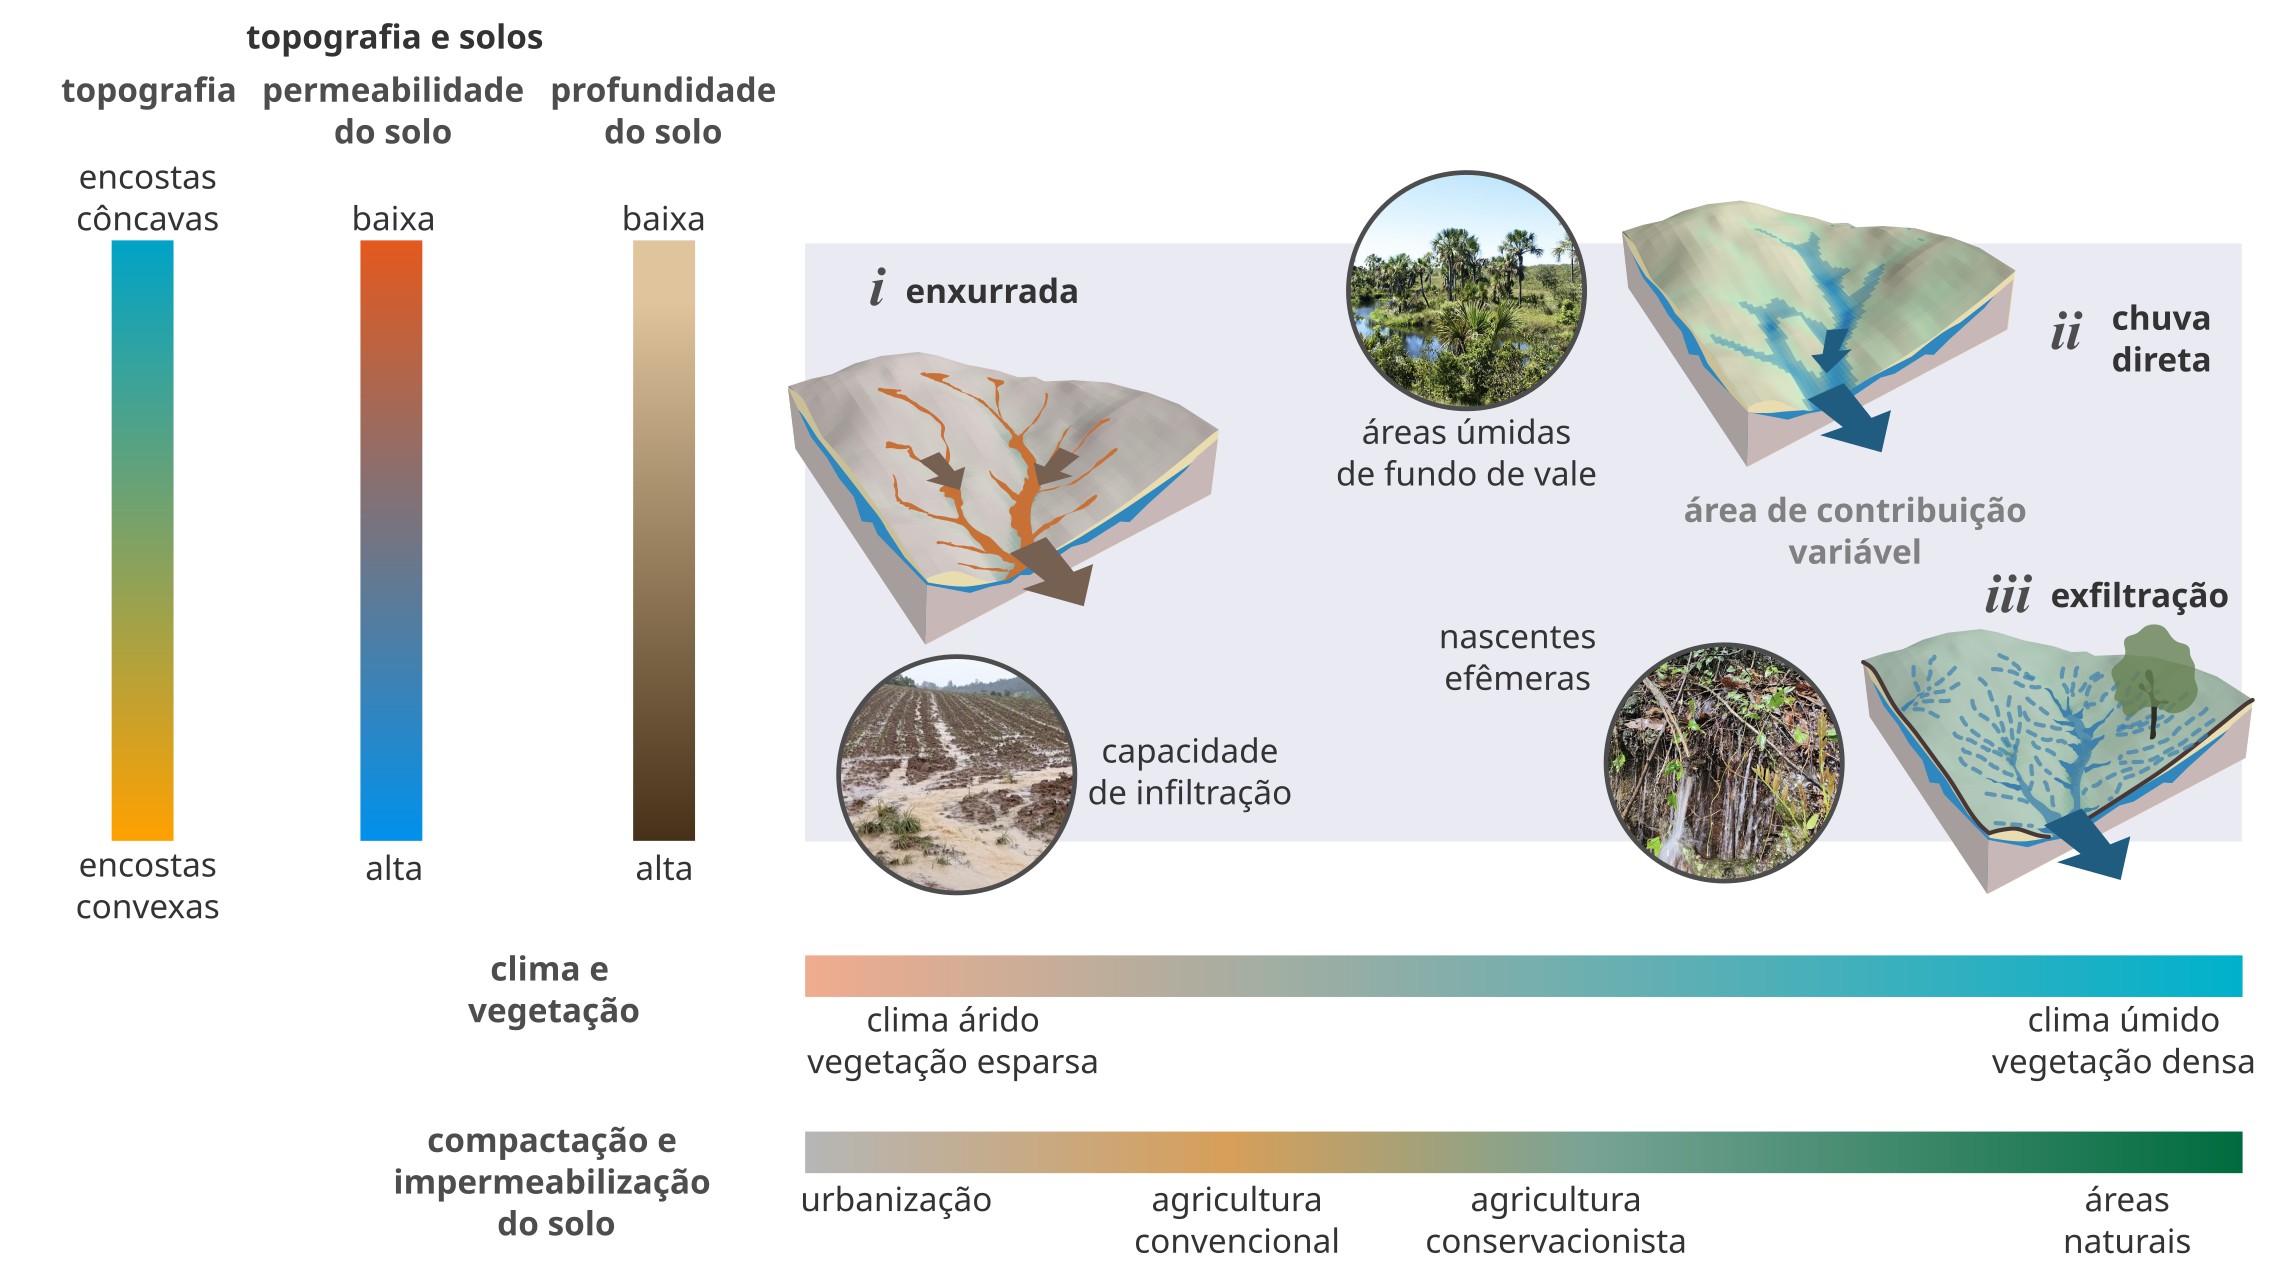 topografia e solos
topografia
permeabilidade
do solo
profundidade
do solo
encostas
côncavas
baixa
baixa
encostas
convexas
alta
alta
i enxurrada
capacidade
de infiltração
áreas úmidas
de fundo de vale
ii chuva
direta
área de contribuição
variável
iii exfiltração
nascentes
efêmeras
clima e
vegetação
clima árido
vegetação esparsa
clima úmido
vegetação densa
compactação e
impermeabilização
do solo
urbanização
agricultura
convencional
agricultura
conservacionista
áreas
naturais